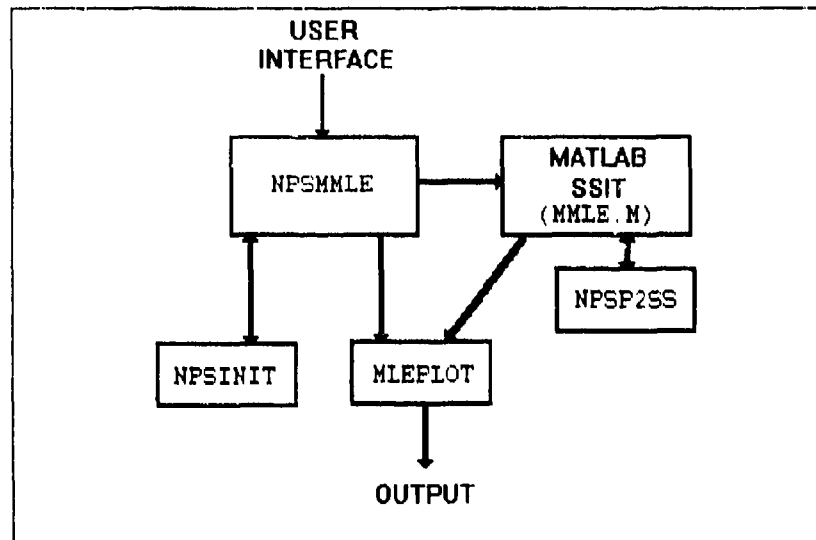 USER
INTERFACE
NPSMMLE
MATLAB
SSIT
(MMLE.M)
NPSP2SS
NPSINIT
MLEPLOT
OUTPUT